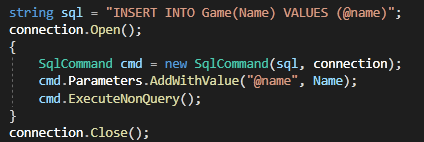 string sql = "INSERT INTO Game(Name) VALUES (@name)";
connection.Open();
{
SqlCommand cmd = new SqlCommand(sql, connection);
cmd.Parameters.AddWithValue("@name", Name);
cmd.ExecuteNonQuery();
}
connection.Close();